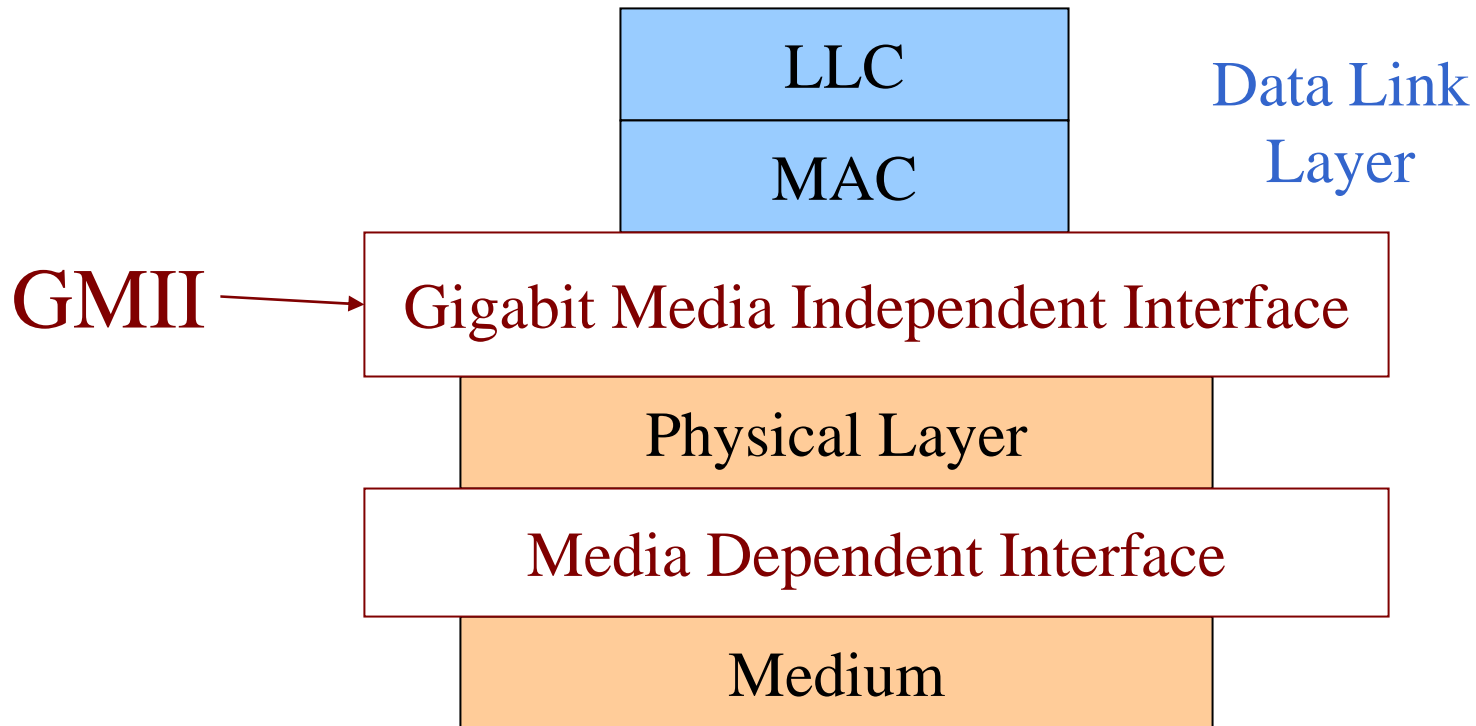 LLC
Data Link
Layer
MAC
GMII
Gigabit Media Independent Interface
Physical Layer
Media Dependent Interface
Medium